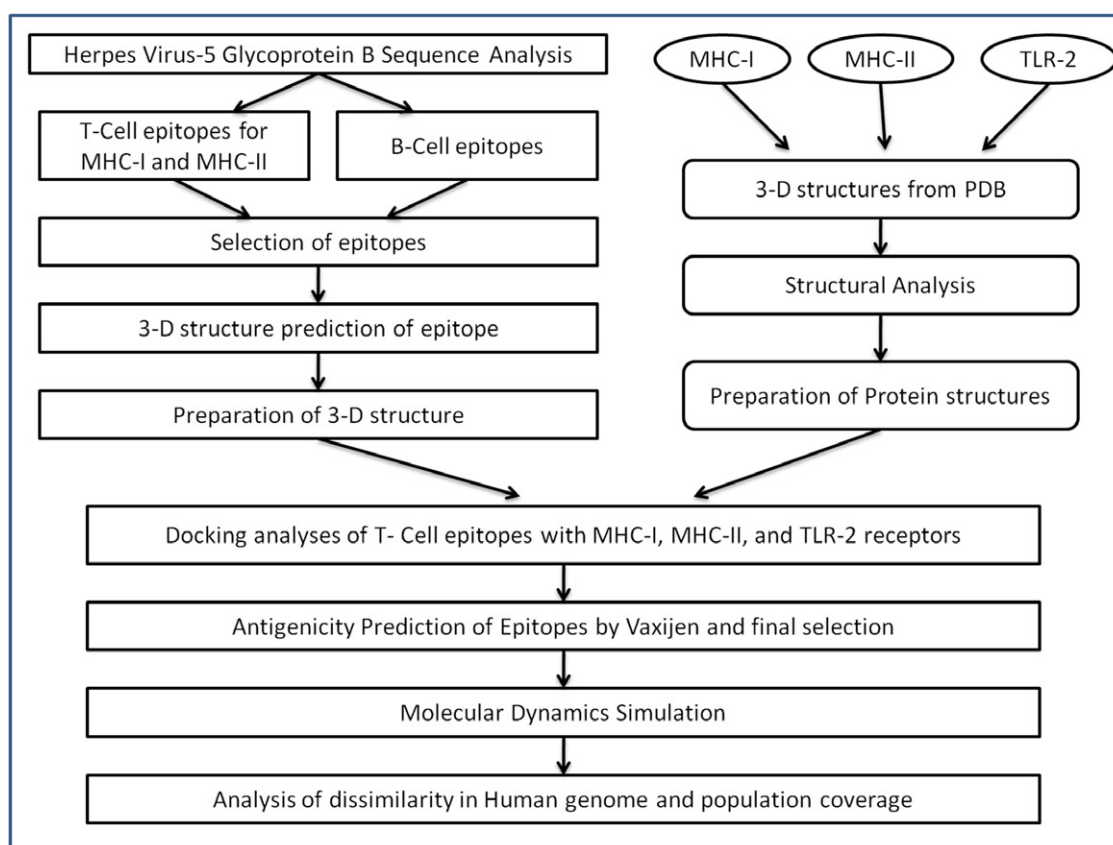 Herpes Virus-5 Glycoprotein B Sequence Analysis
T-Cell epitopes for
MHC-I and MHC-II
B-Cell epitopes
Selection of epitopes
3-D structure prediction of epitope
Preparation of 3-D structure
MHC-I
MHC-II
TLR-2
3-D structures from PDB
Structural Analysis
Preparation of Protein structures
Docking analyses of T- Cell epitopes with MHC-I, MHC-II, and TLR-2 receptors
Antigenicity Prediction of Epitopes by Vaxijen and final selection
Molecular Dynamics Simulation
Analysis of dissimilarity in Human genome and population coverage